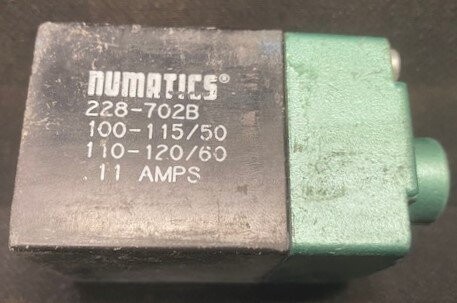 numatics®
228-702B
100-115/50
110-120/60
.11 AMPS